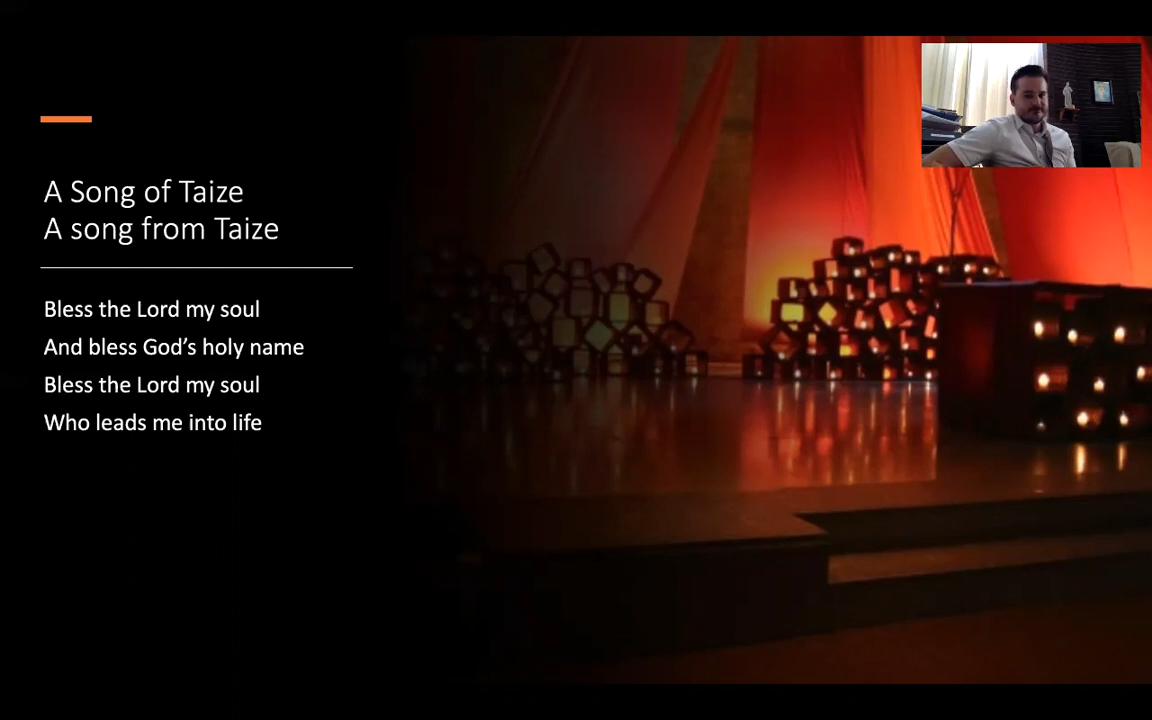 A Song of Taize
A song from Taize
Bless the Lord my soul
And bless God’s holy name
Bless the Lord my soul
Who leads me into life